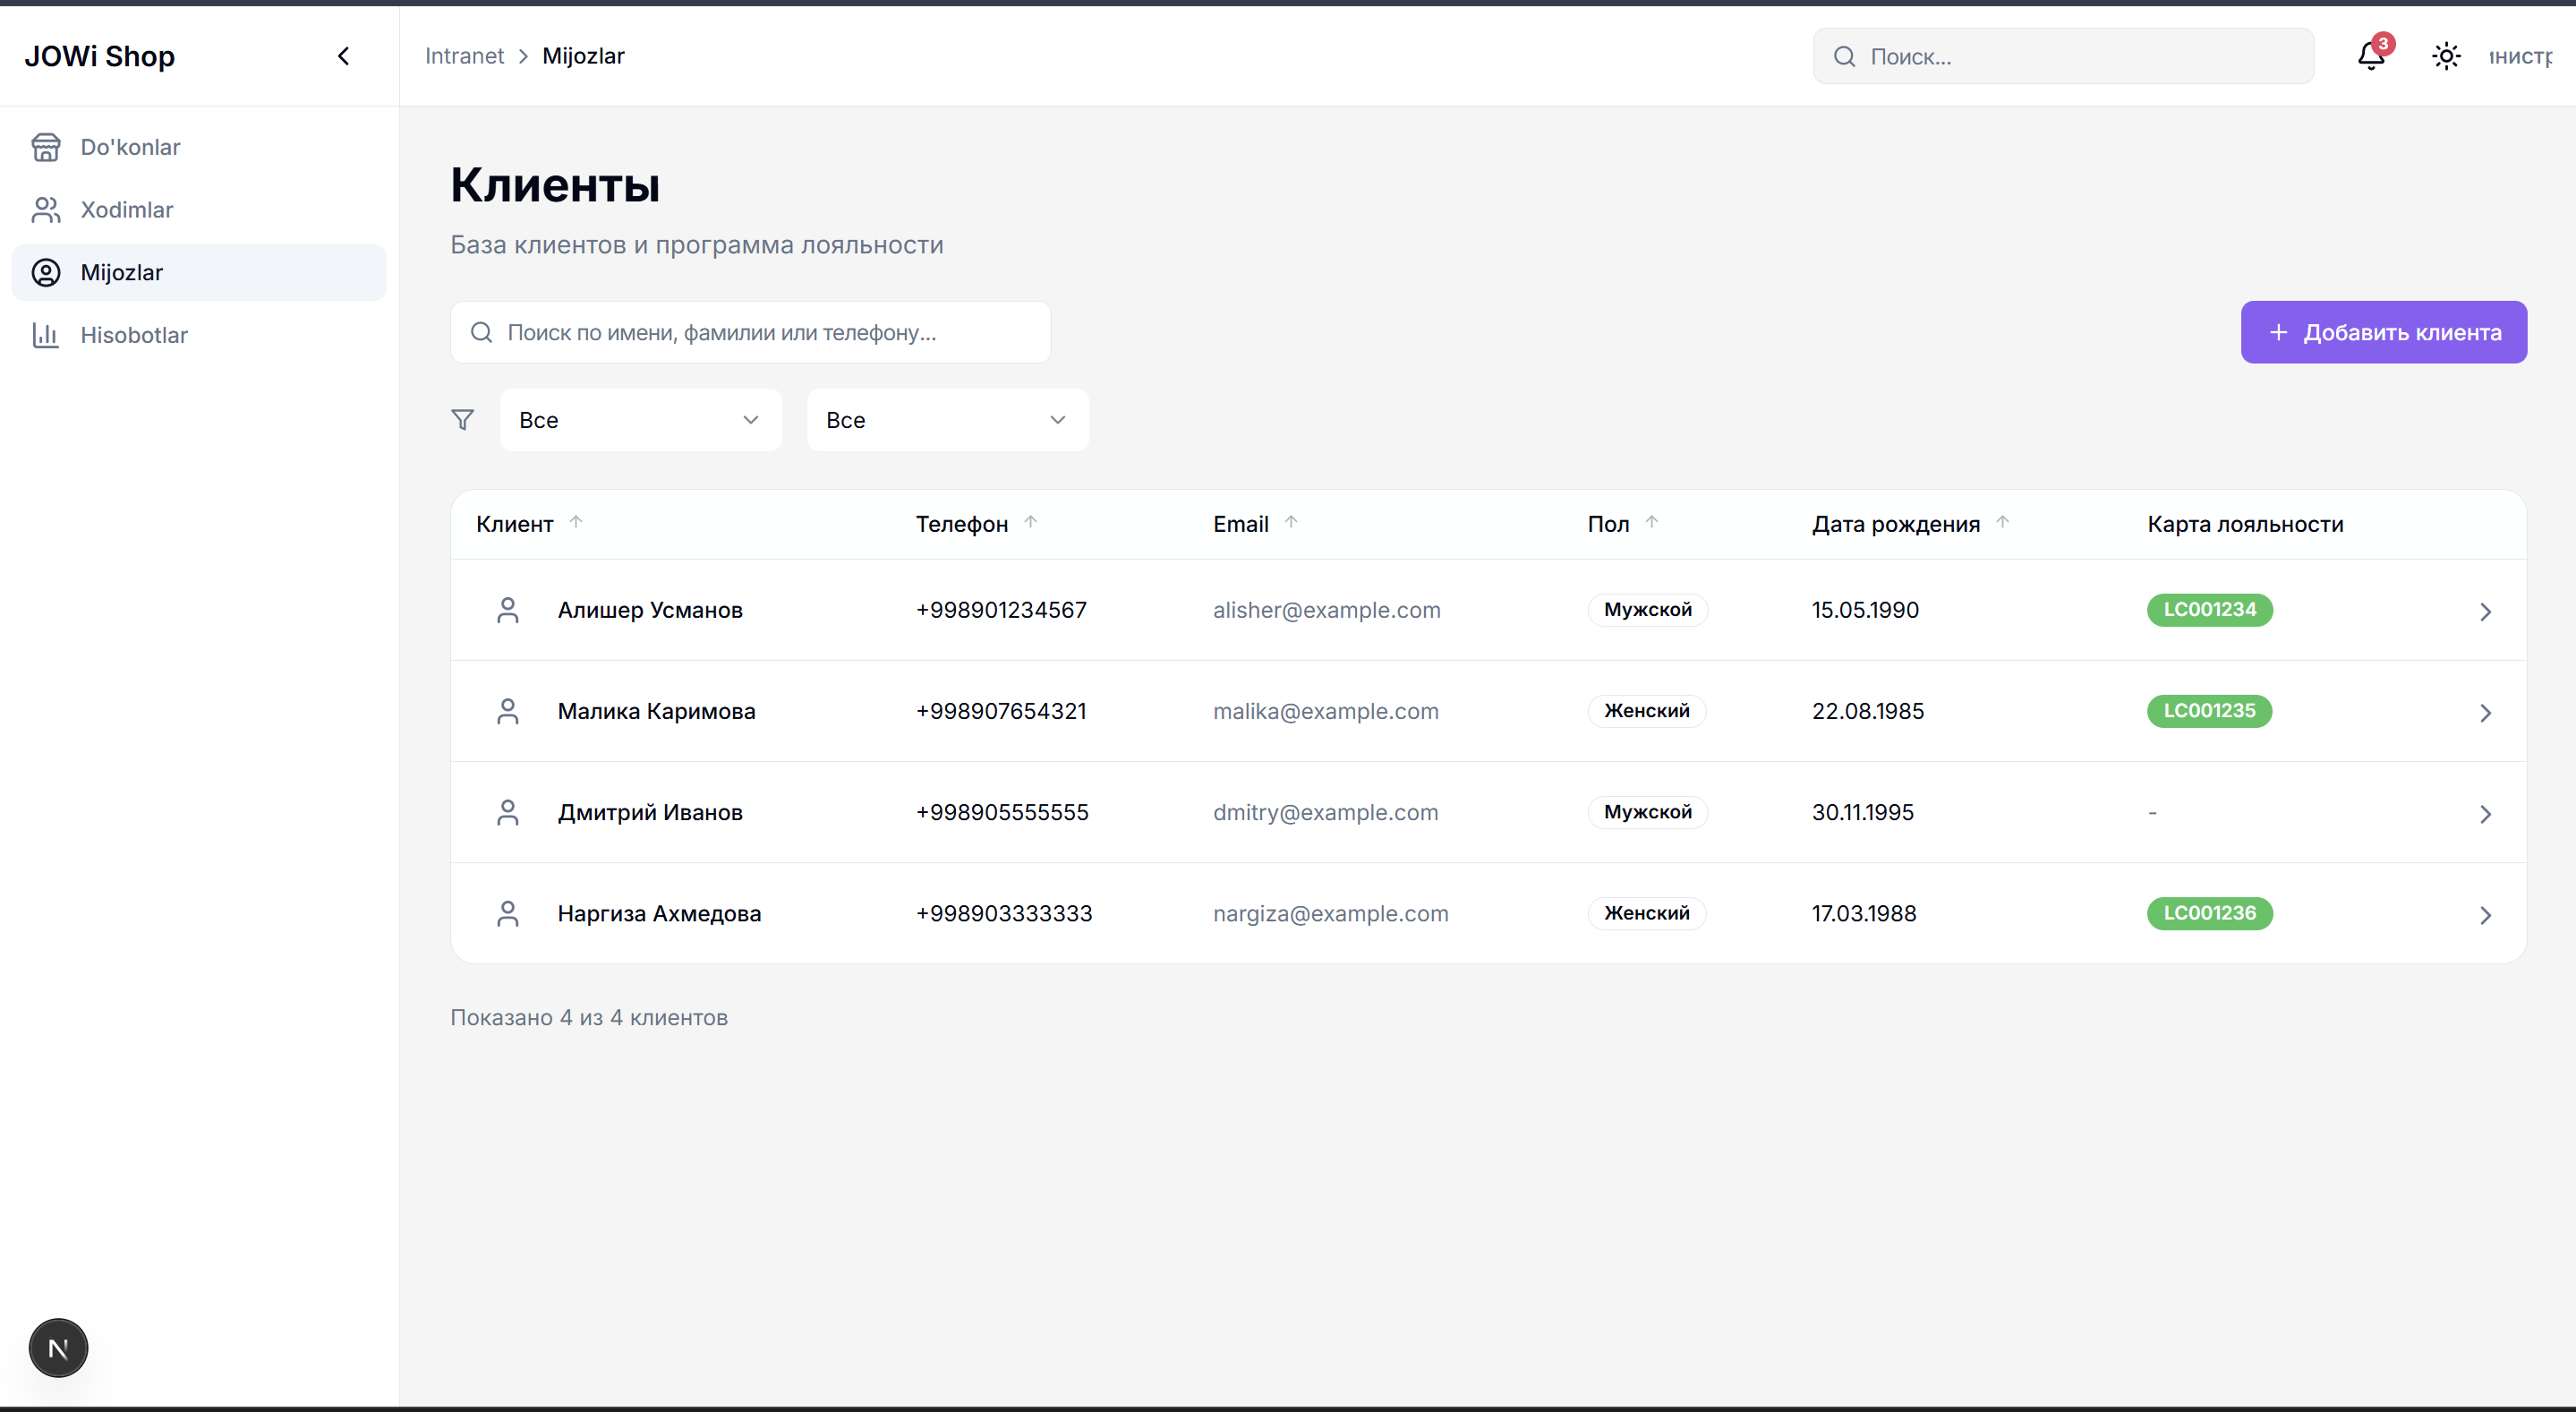 JOWi Shop
Intranet > Mijozlar
Поиск...
3
Do'konlar
Xodimlar
Mijozlar
Hisobotlar
Клиенты
База клиентов и программа лояльности
Поиск по имени, фамилии или телефону...
+ Добавить клиента
Все
Все
Клиент ↑ Телефон ↑ Email ↑ Пол ↑ Дата рождения ↑ Карта лояльности
Алишер Усманов +998901234567 alisher@example.com Мужской 15.05.1990 LC001234
Малика Каримова +998907654321 malika@example.com Женский 22.08.1985 LC001235
Дмитрий Иванов +998905555555 dmitry@example.com Мужской 30.11.1995 -
Наргиза Ахмедова +998903333333 nargiza@example.com Женский 17.03.1988 LC001236
Показано 4 из 4 клиентов
N